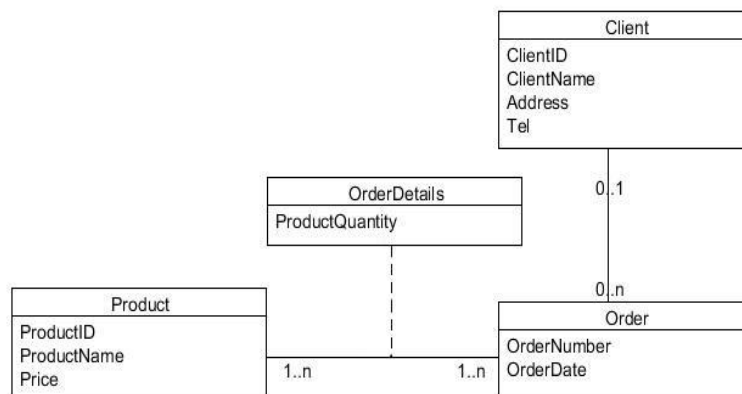 Client
ClientID
ClientName
Address
Tel
0..1
OrderDetails
ProductQuantity
0..n
Product
ProductID
ProductName
Price
1..n
1..n
Order
OrderNumber
OrderDate